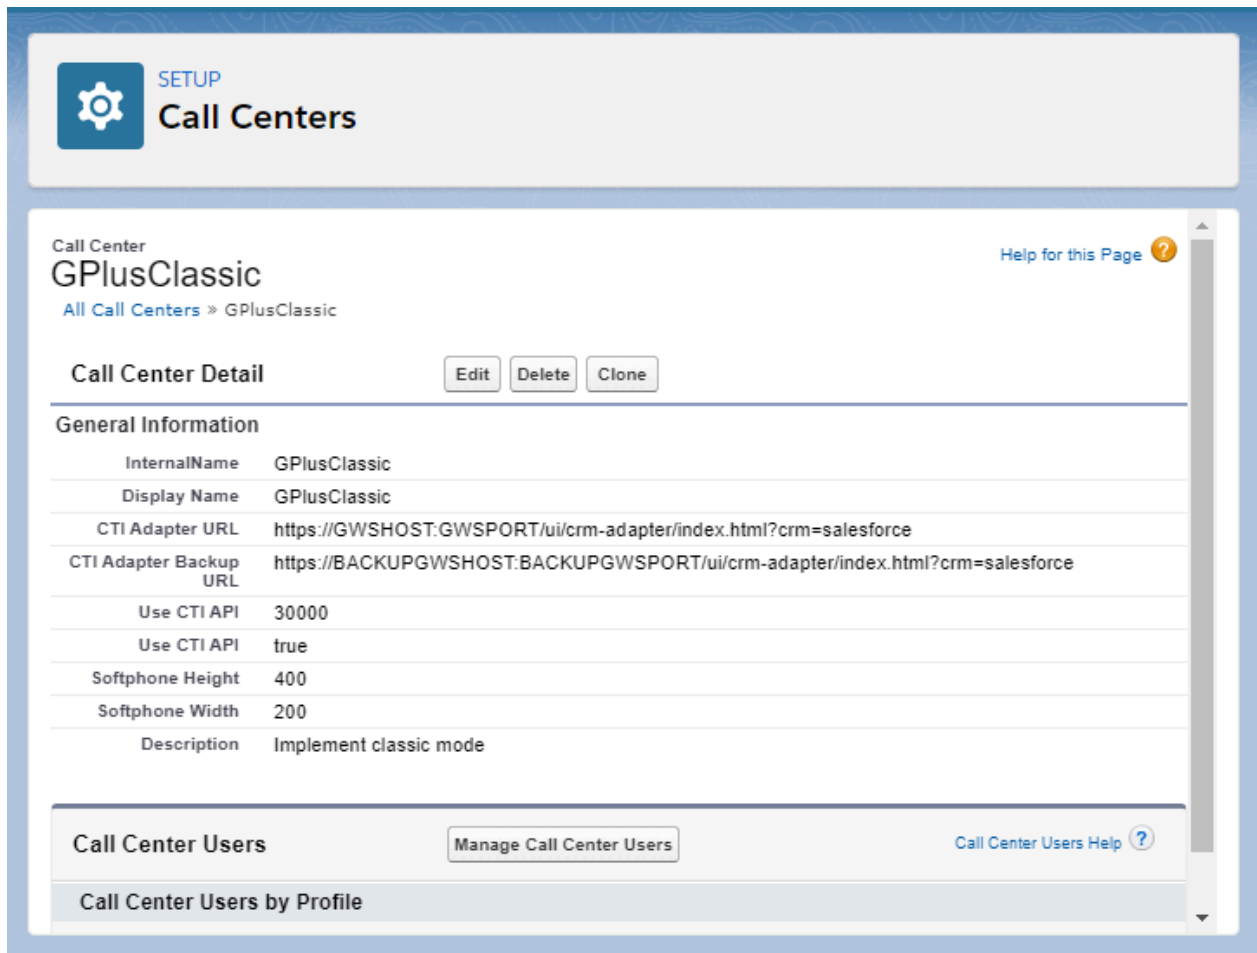 SETUP
Call Centers
Call Center
GPlusClassic
Help for this Page ?
All Call Centers » GPlusClassic
Call Center Detail
Edit Delete Clone
General Information
InternalName GPlusClassic
Display Name GPlusClassic
CTI Adapter URL https://GWSHOST:GWSPORT/ui/crm-adapter/index.html?crm=salesforce
CTI Adapter Backup https://BACKUPGWSHOST:BACKUPGWSPORT/ui/crm-adapter/index.html?crm=salesforce
URL
Use CTI API 30000
Use CTI API true
Softphone Height 400
Softphone Width 200
Description Implement classic mode
Call Center Users Manage Call Center Users Call Center Users Help ?
Call Center Users by Profile